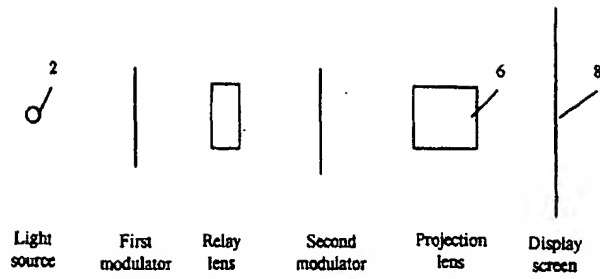 2
6
8
Light source
First modulator
Relay lens
Second modulator
Projection lens
Display screen